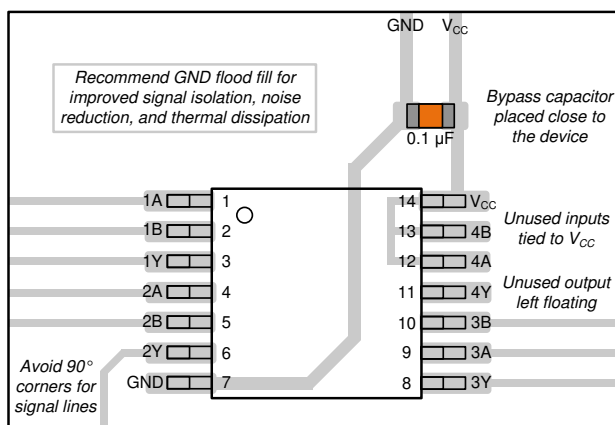 GND VCC
Recommend GND flood fill for
improved signal isolation, noise
reduction, and thermal dissipation
Bypass capacitor
placed close to
the device
0.1 µF
1A 1 14 VCC
1B 2 13 4B
1Y 3 12 4A
2A 4 11 4Y
2B 5 10 3B
2Y 6 9 3A
GND 7 8 3Y
Unused inputs
tied to VCC
Unused output
left floating
Avoid 90°
corners for
signal lines